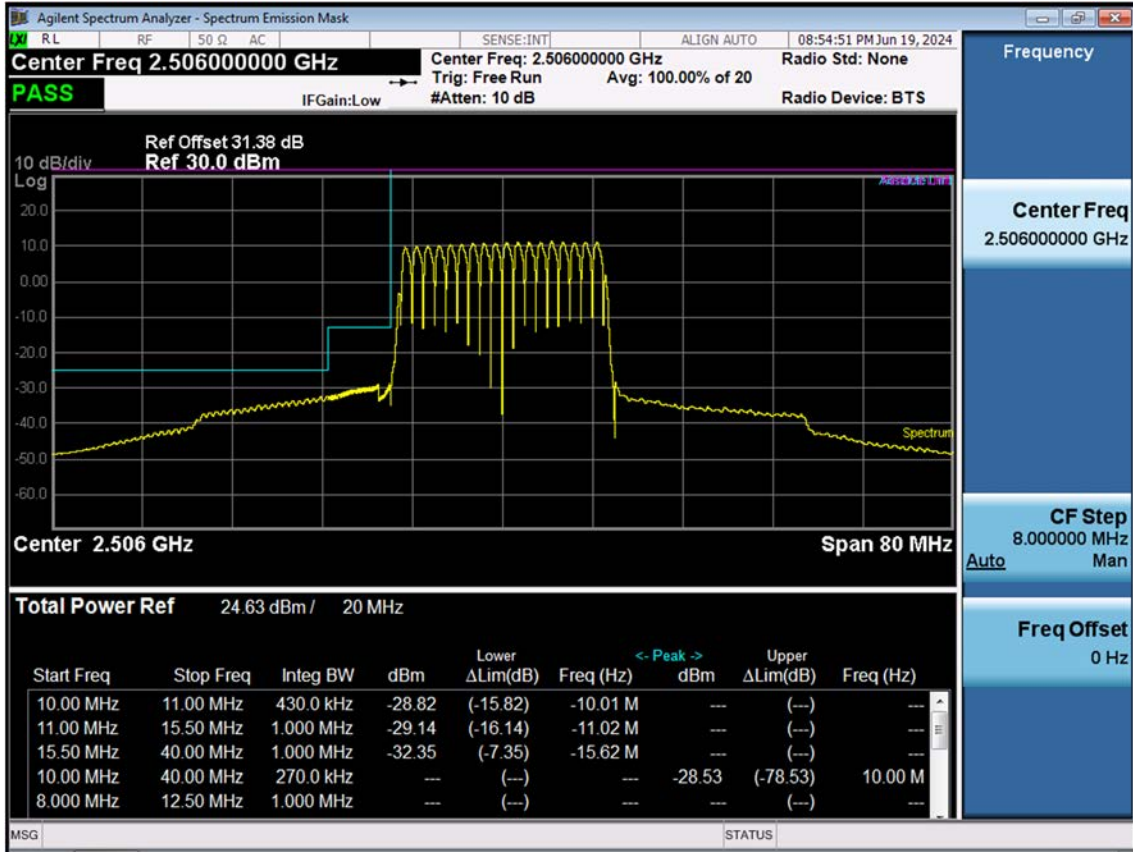 Agilent Spectrum Analyzer - Spectrum Emission Mask
LXI RL RF 50 Ω AC SENSE:INT ALIGN AUTO 08:54:51 PM Jun 19, 2024
Center Freq 2.506000000 GHz
Center Freq: 2.506000000 GHz Radio Std: None
Trig: Free Run Avg: 100.00% of 20
PASS
IFGain:Low #Atten: 10 dB Radio Device: BTS
Ref Offset 31.38 dB
10 dB/div Ref 30.0 dBm
Log
20.0
10.0
0.00
-10.0
-20.0
-30.0
-40.0
Spectrum
-50.0
-60.0
Center 2.506 GHz Span 80 MHz
Total Power Ref 24.63 dBm / 20 MHz
Lower <- Peak -> Upper
Start Freq Stop Freq Integ BW dBm ΔLim(dB) Freq (Hz) dBm ΔLim(dB) Freq (Hz)
10.00 MHz 11.00 MHz 430.0 kHz -28.82 (-15.82) -10.01 M --- (---) ---
11.00 MHz 15.50 MHz 1.000 MHz -29.14 (-16.14) -11.02 M --- (---) ---
15.50 MHz 40.00 MHz 1.000 MHz -32.35 (-7.35) -15.62 M --- (---) ---
10.00 MHz 40.00 MHz 270.0 kHz --- (---) --- -28.53 (-78.53) 10.00 M
8.000 MHz 12.50 MHz 1.000 MHz --- (---) --- --- (---) ---
MSG STATUS
Frequency
Center Freq
2.506000000 GHz
CF Step
8.000000 MHz
Auto Man
Freq Offset
0 Hz